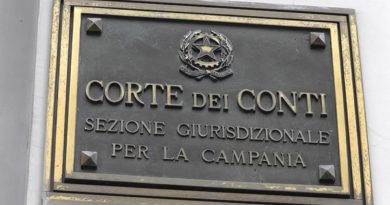 CORTE DEI CONTI
SEZIONE GIURISDIZIONALE
PER LA CAMPANIA